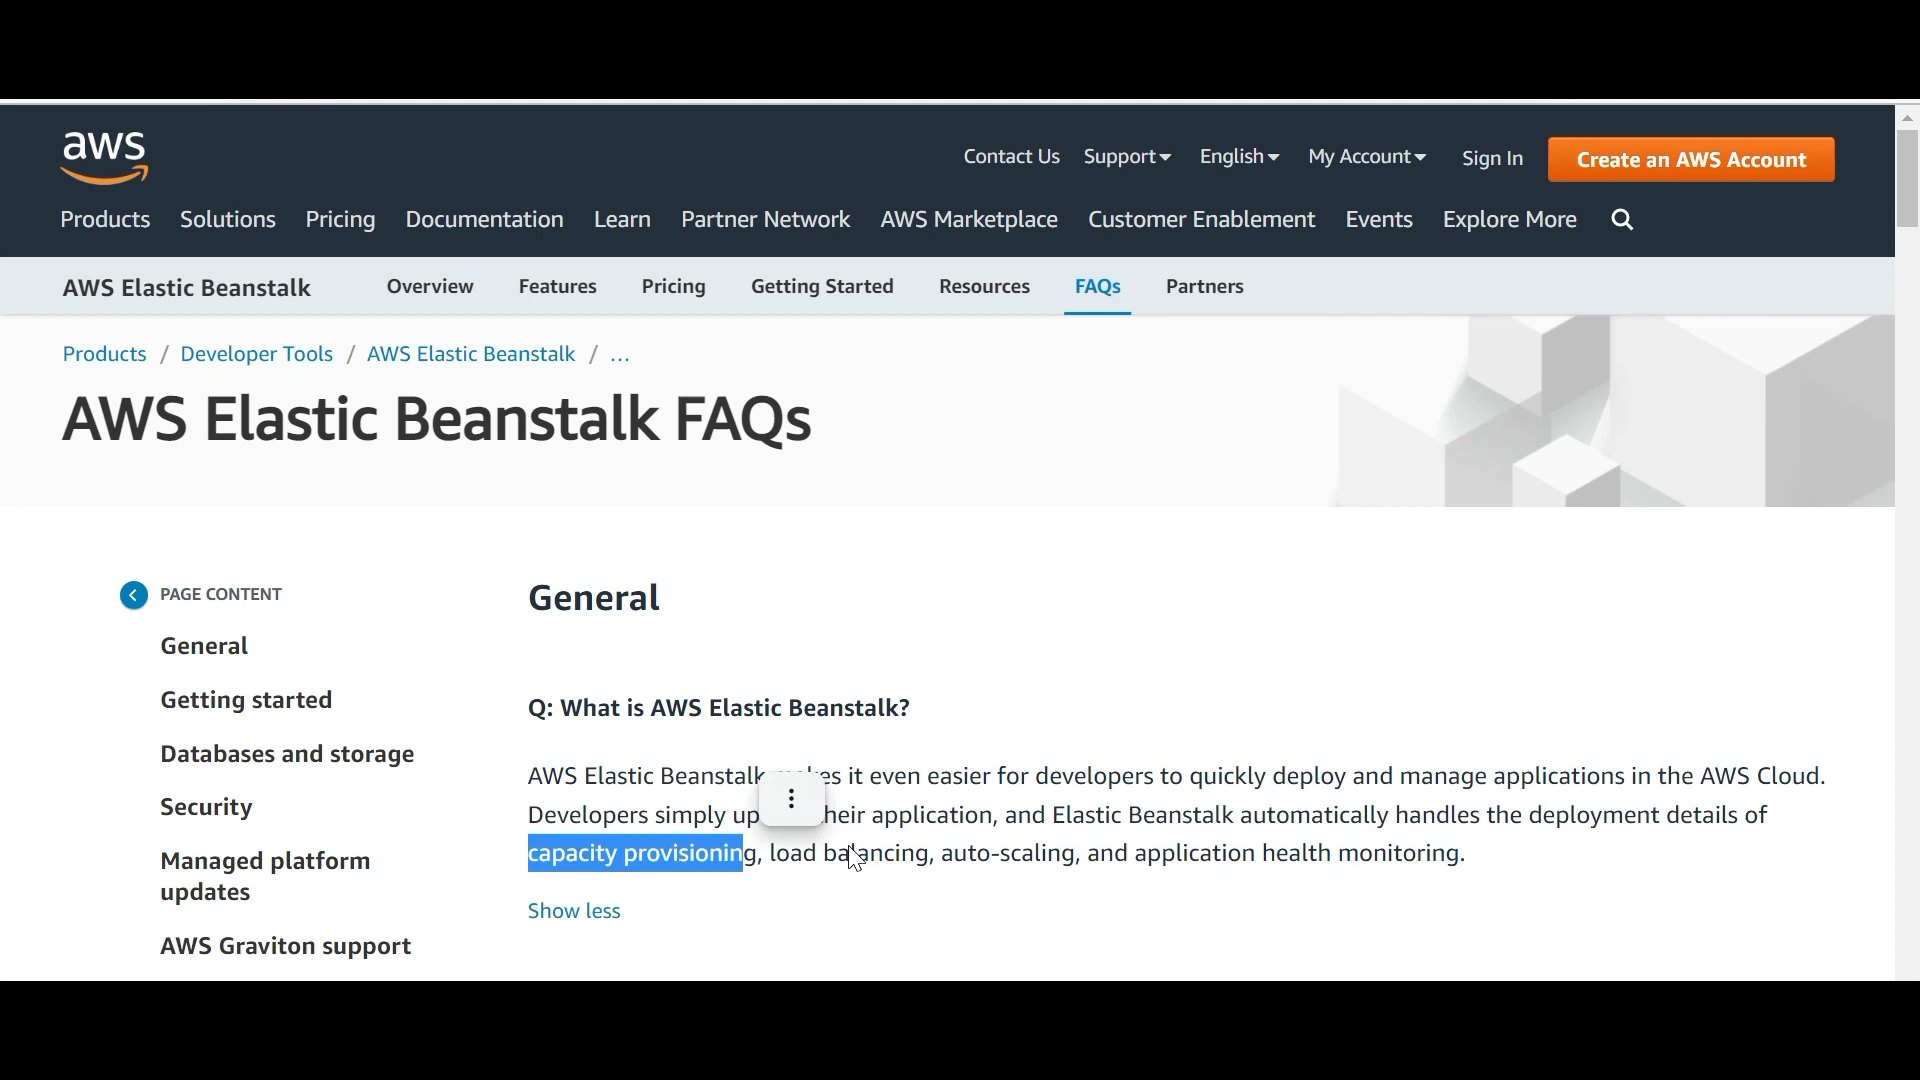 aws
Contact Us Support English My Account Sign In Create an AWS Account
Products Solutions Pricing Documentation Learn Partner Network AWS Marketplace Customer Enablement Events Explore More
AWS Elastic Beanstalk Overview Features Pricing Getting Started Resources FAQs Partners
Products / Developer Tools / AWS Elastic Beanstalk / ...
AWS Elastic Beanstalk FAQs
PAGE CONTENT
General
Getting started
Databases and storage
Security
Managed platform
updates
AWS Graviton support
General
Q: What is AWS Elastic Beanstalk?
AWS Elastic Beanstalk it even easier for developers to quickly deploy and manage applications in the AWS Cloud.
Developers simply application, and Elastic Beanstalk automatically handles the deployment details of
capacity provisioning, load balancing, auto-scaling, and application health monitoring.
Show less